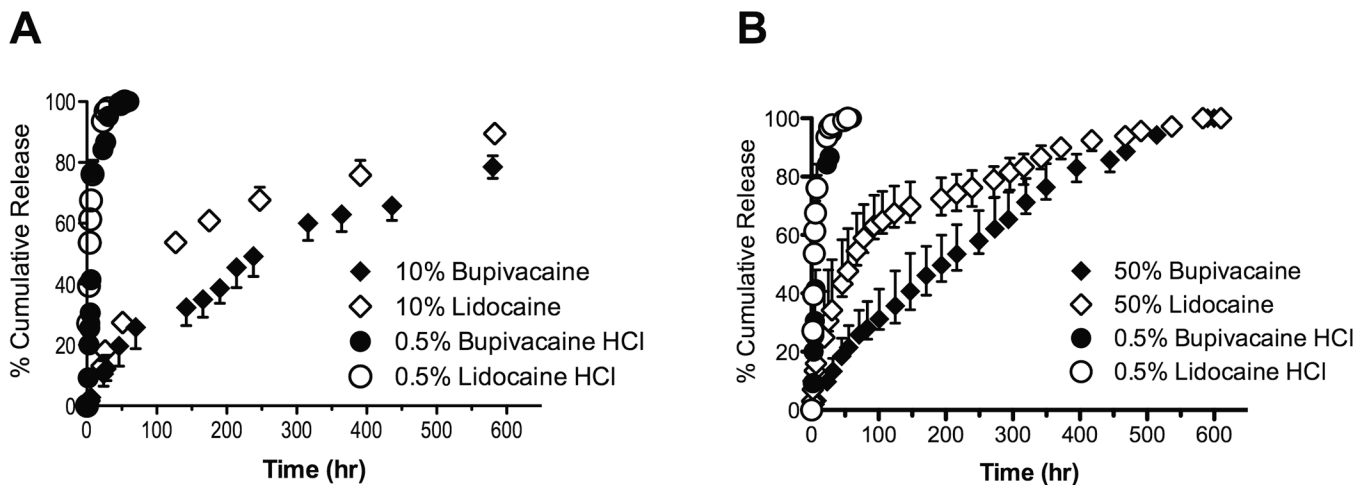 A
% Cumulative Release
100
80
60
40
20
0
0 100 200 300 400 500 600
Time (hr)
10% Bupivacaine
10% Lidocaine
0.5% Bupivacaine HCl
0.5% Lidocaine HCl
B
% Cumulative Release
100
80
60
40
20
0
0 100 200 300 400 500 600
Time (hr)
50% Bupivacaine
50% Lidocaine
0.5% Bupivacaine HCl
0.5% Lidocaine HCl